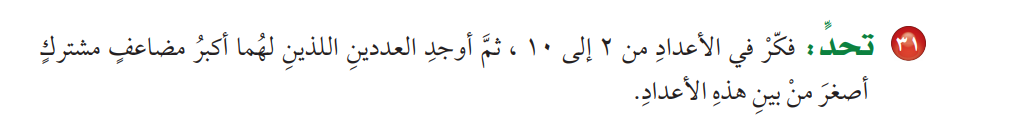 ٣١ تحدٍّ: فكّرْ في الأعدادِ من ٢ إلى ١٠ ، ثمَّ أوجدِ العددينِ اللذينِ لهُما أكبرُ مضاعفٍ مشتركٍ
أصغرَ منْ بينِ هذهِ الأعدادِ.